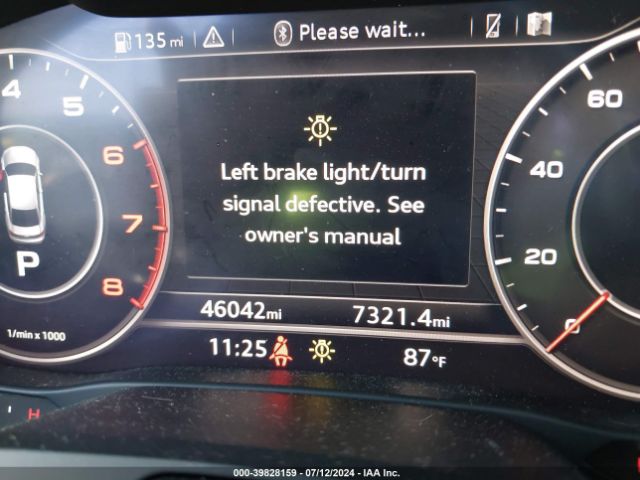 135 mi Please wait...
4
5
6
7
8
1/min x 1000
P
Left brake light/turn
signal defective. See
owner's manual
60
40
20
0
46042mi 7321.4mi
11:25 87°F
H
000-39828159 - 07/12/2024 - IAA Inc.